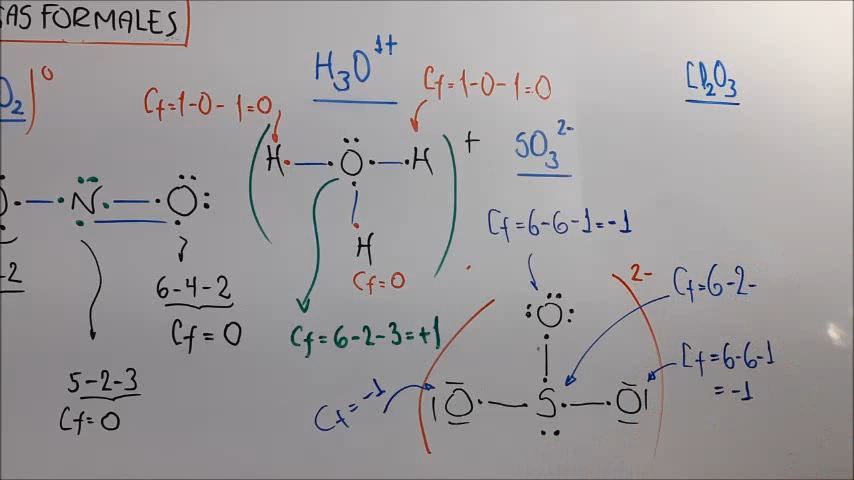 AS FORMALES
O₂)⁰
Cf=1-0-1=0
H₃O¹⁺
Cf=1-0-1=0
Cl₂O₃
SO₃²⁻
H O H +
N O
H
Cf=0
Cf=6-6-1=-1
-2
6-4-2
Cf=0
Cf=6-2-3=+1
2-
Cf=6-2-
O
5-2-3
Cf=0
Cf=-1
O S O
Cf=6-6-1
=-1